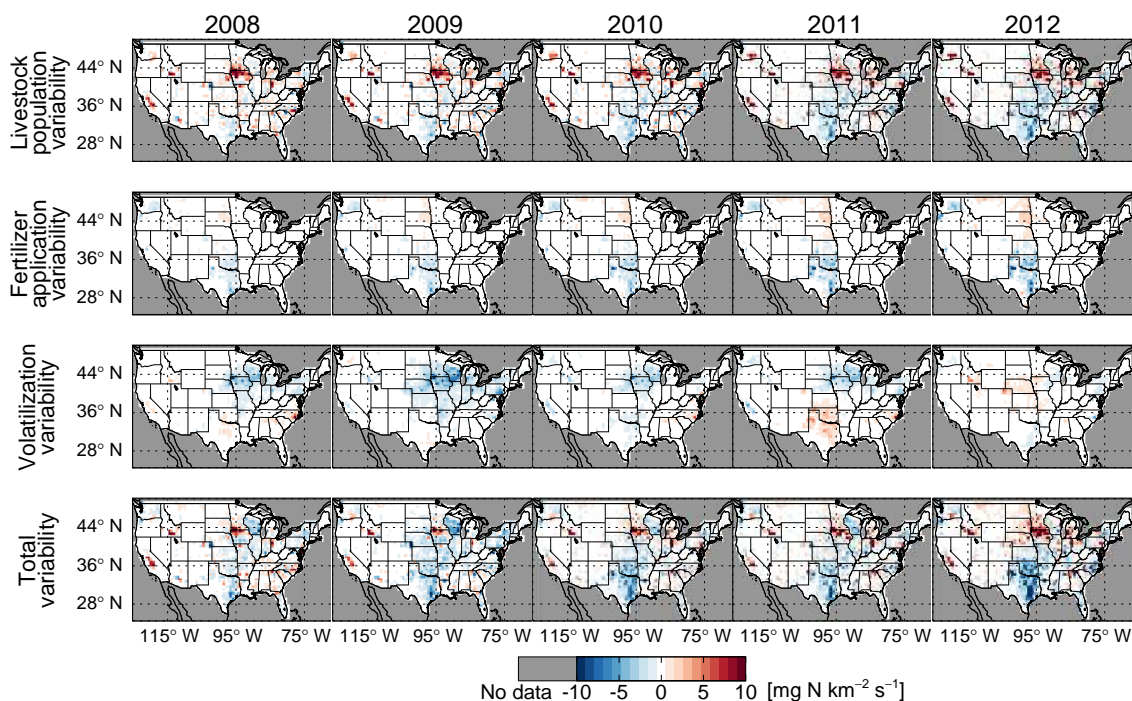 2008 2009 2010 2011 2012
Livestock
population
variability
44° N
36° N
28° N
Fertilizer
application
variability
44° N
36° N
28° N
Volatilization
variability
44° N
36° N
28° N
Total
variability
44° N
36° N
28° N
115° W 95° W 75° W 115° W 95° W 75° W 115° W 95° W 75° W 115° W 95° W 75° W 115° W 95° W 75° W
No data -10 -5 0 5 10 [mg N km⁻² s⁻¹]